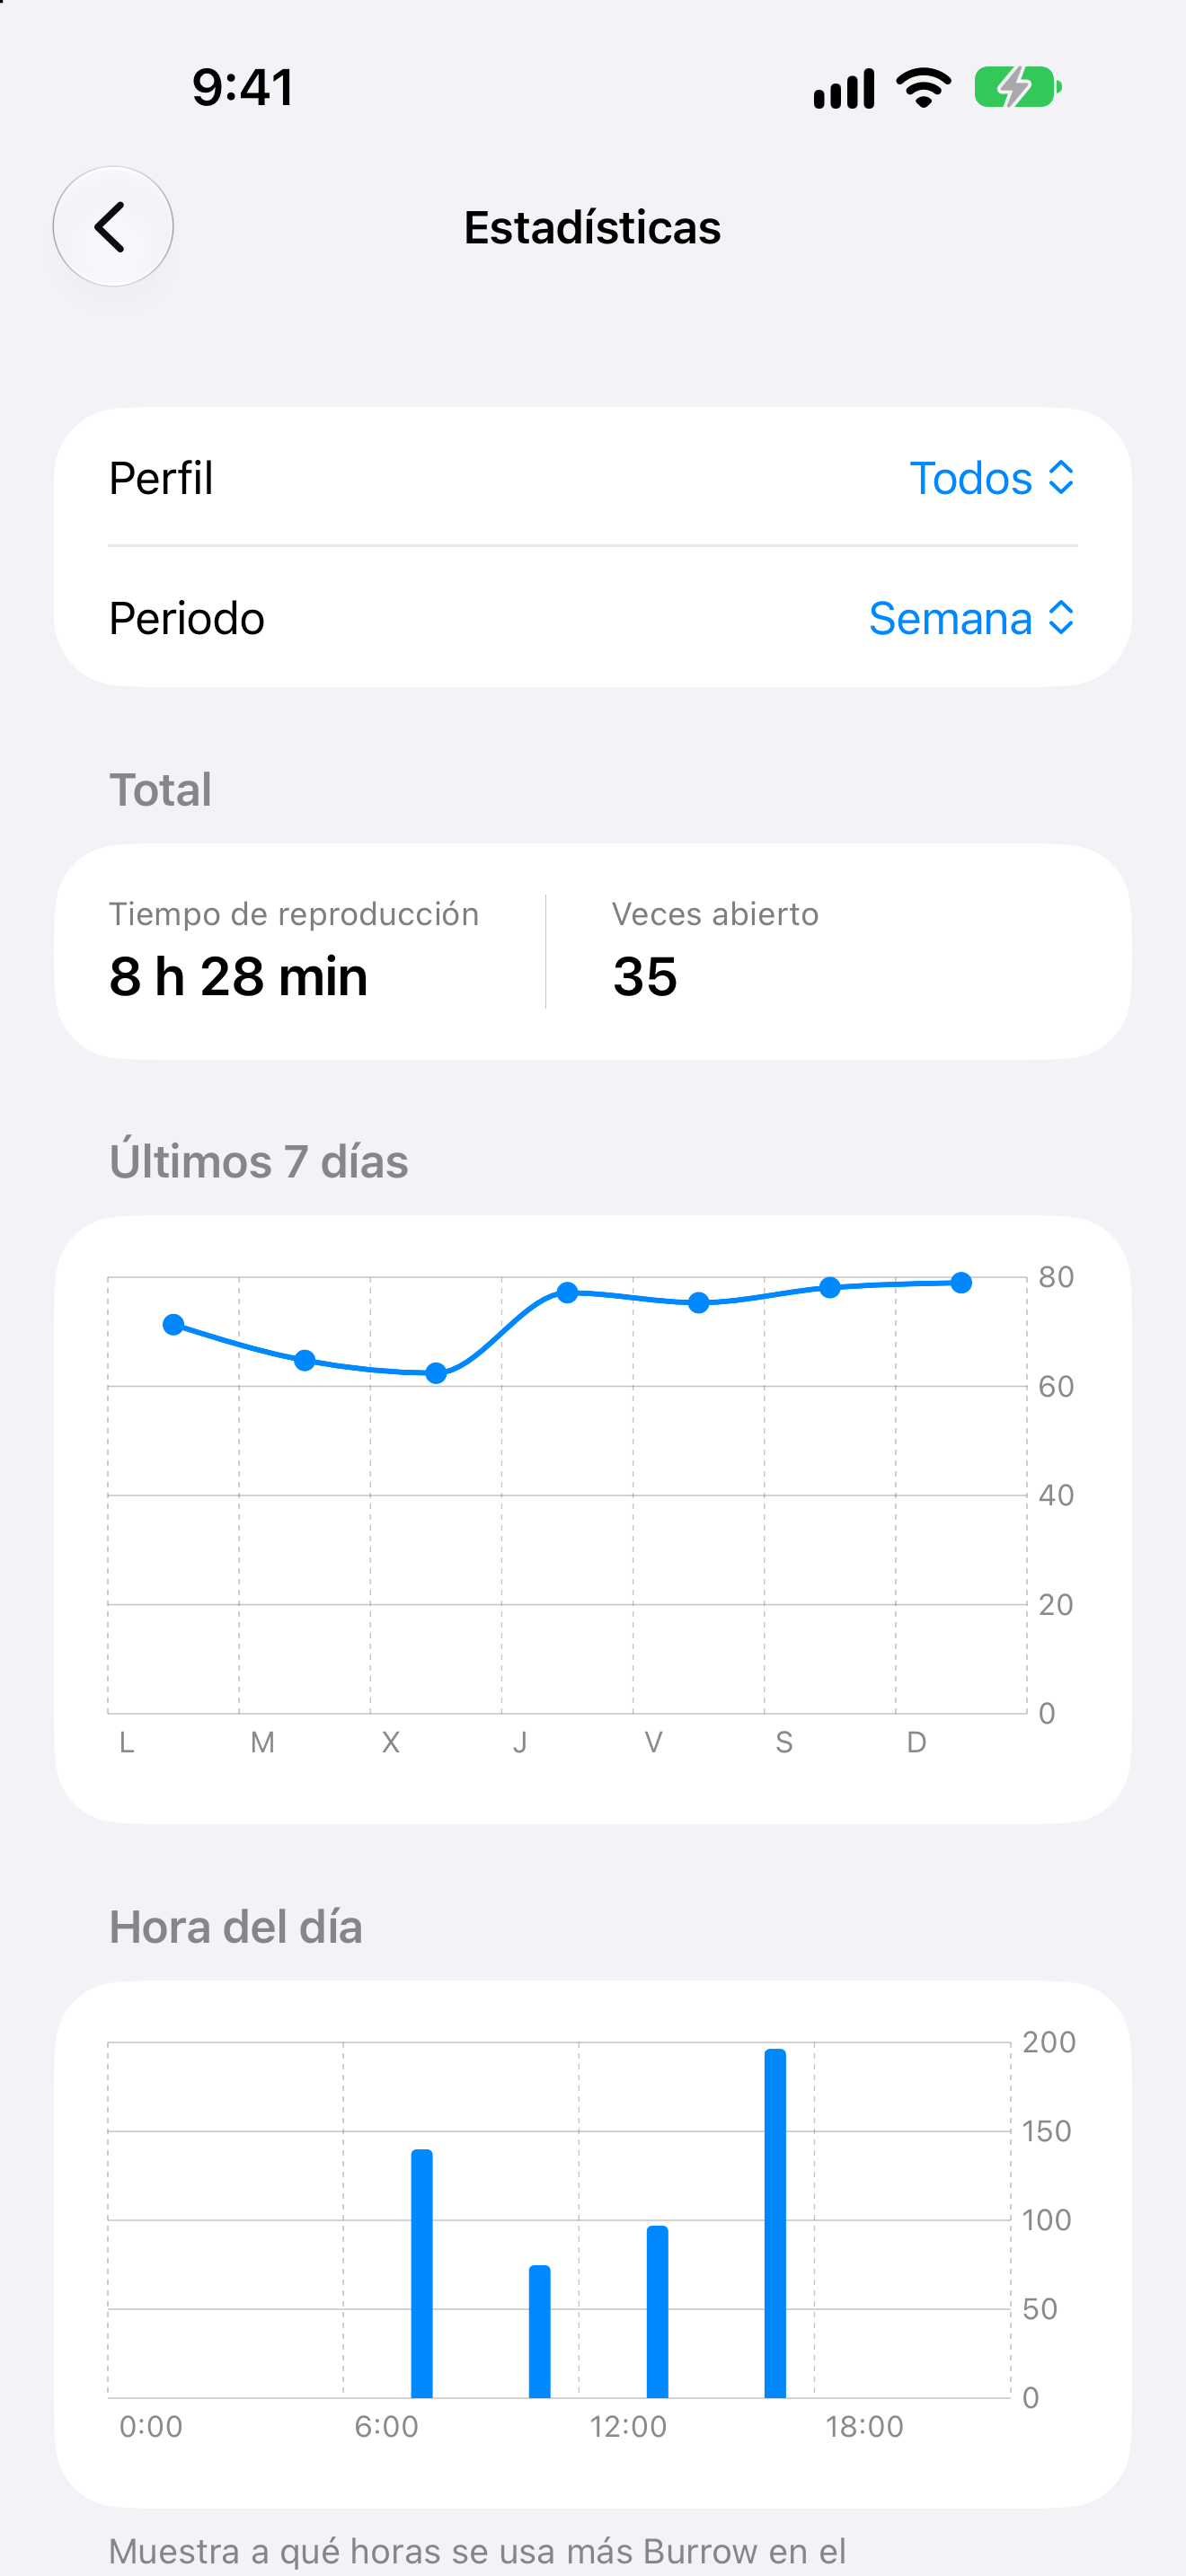 9:41
Estadísticas
Perfil
Todos
Periodo
Semana
Total
Tiempo de reproducción
Veces abierto
8 h 28 min
35
Últimos 7 días
80
60
40
20
0
L M X J V S D
Hora del día
200
150
100
50
0
0:00 6:00 12:00 18:00
Muestra a qué horas se usa más Burrow en el